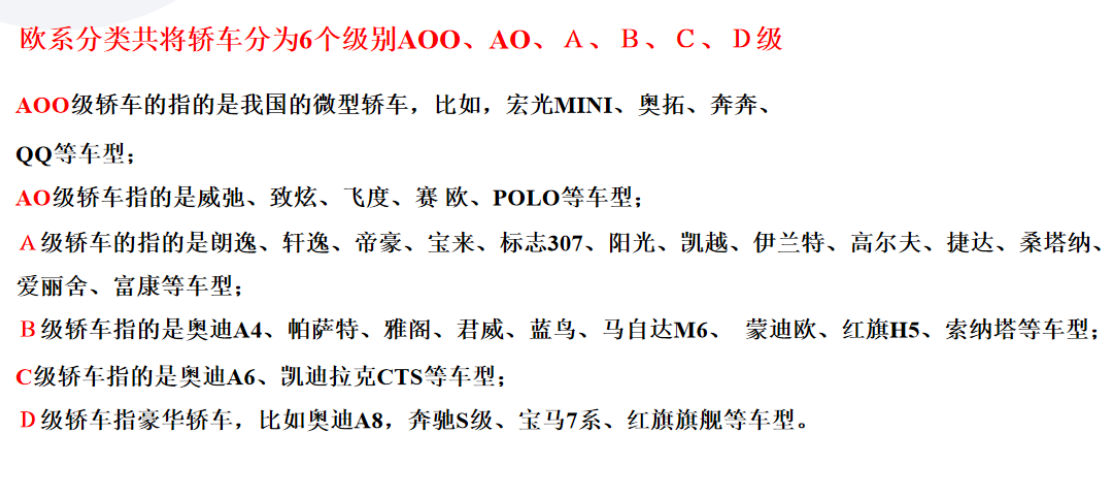 欧系分类共将轿车分为6个级别AOO、AO、A、B、C、D级
AOO级轿车的指的是我国的微型轿车，比如，宏光MINI、奥拓、奔奔、
QQ等车型；
AO级轿车指的是威弛、致炫、飞度、赛 欧、POLO等车型；
A级轿车的指的是朗逸、轩逸、帝豪、宝来、标志307、阳光、凯越、伊兰特、高尔夫、捷达、桑塔纳、
爱丽舍、富康等车型；
B级轿车指的是奥迪A4、帕萨特、雅阁、君威、蓝鸟、马自达M6、 蒙迪欧、红旗H5、索纳塔等车型；
C级轿车指的是奥迪A6、凯迪拉克CTS等车型；
D级轿车指豪华轿车，比如奥迪A8，奔驰S级、宝马7系、红旗旗舰等车型。